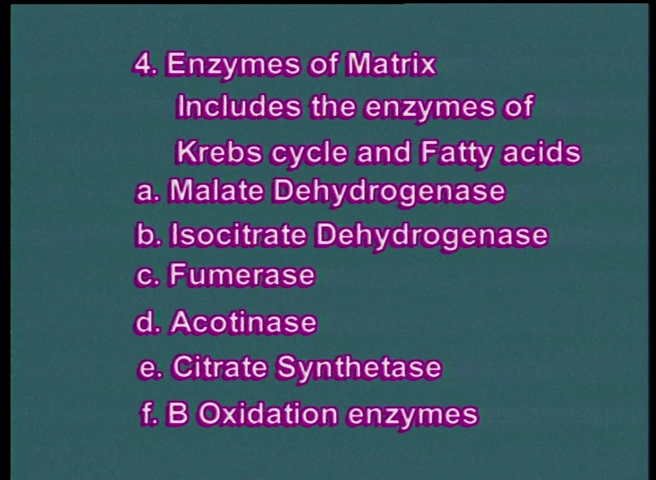 4. Enzymes of Matrix
Includes the enzymes of
Krebs cycle and Fatty acids
a. Malate Dehydrogenase
b. Isocitrate Dehydrogenase
c. Fumerase
d. Acotinase
e. Citrate Synthetase
f. B Oxidation enzymes